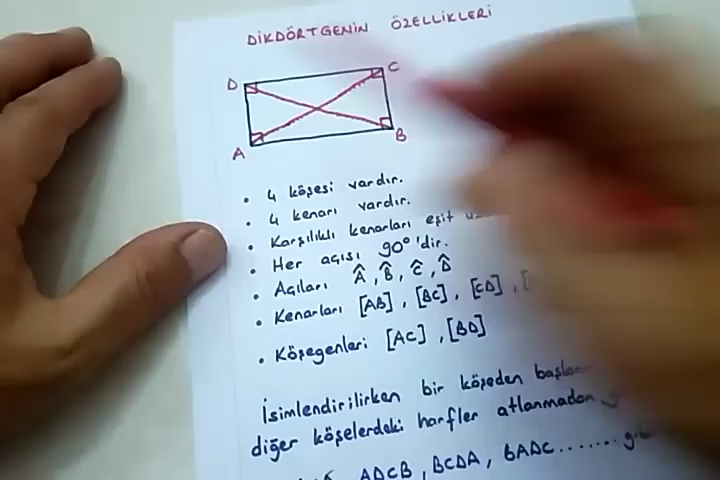 DİKDÖRTGENİN ÖZELLİKLERİ
D C
A B
• 4 köşesi vardır.
• 4 kenarı vardır.
• Karşılıklı kenarları eşit
• Her açısı 90°'dir.
• Açıları Â, B̂, Ĉ, D̂
• Kenarları [AB], [BC], [CD], [
• Köşegenleri [AC], [BD]
İsimlendirilirken bir köşeden
diğer köşelerdeki harfler atlanmadan
ADCB, BCDA, BADC.......